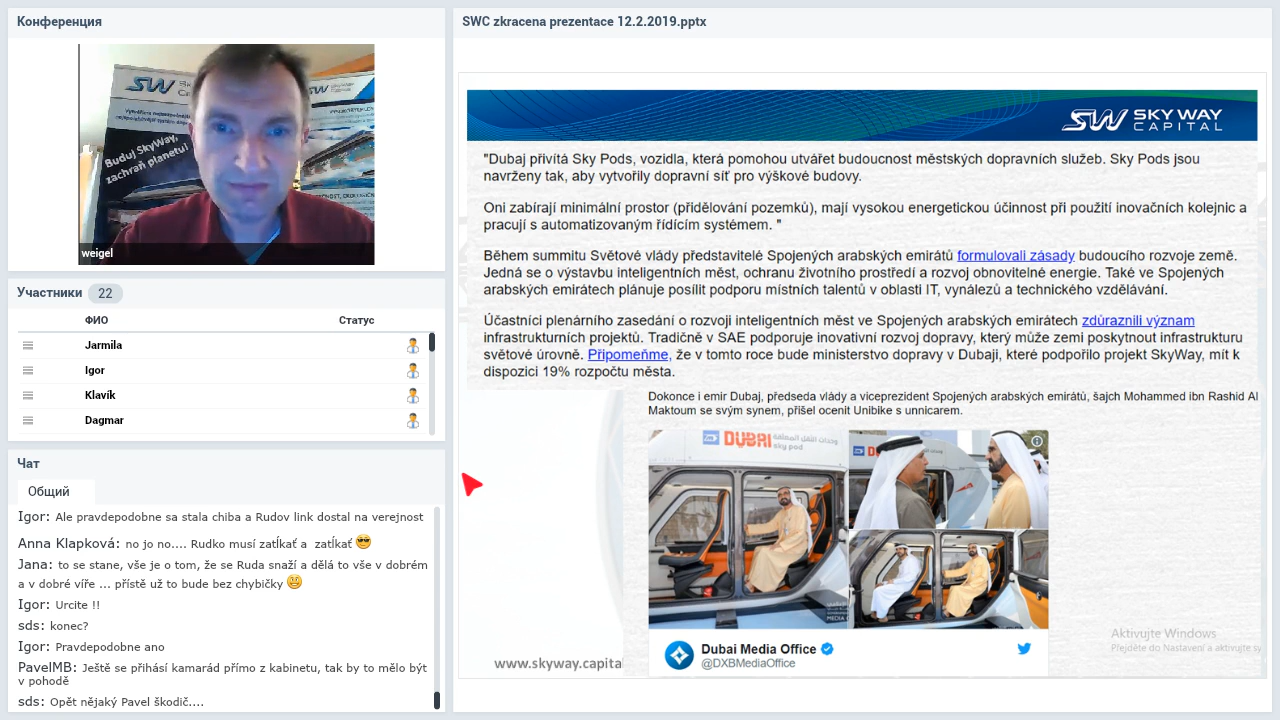 Конференция
SW
Buduj SkyWay,
zachraň planetu!
weigel
Участники 22
ФИО Статус
Jarmila
Igor
Klavík
Dagmar
Чат
Общий
Igor: Ale pravdepodobne sa stala chiba a Rudov link dostal na verejnost
Anna Klapková: no jo no.... Rudko musí zatĺkať a zatĺkať
Jana: to se stane, vše je o tom, že se Ruda snaží a dělá to vše v dobrém
a v dobré víře ... přístě už to bude bez chybičky
Igor: Urcite !!
sds: konec?
Igor: Pravdepodobne ano
PavelMB: Ještě se přihásí kamarád přímo z kabinetu, tak by to mělo být
v pohodě
sds: Opět nějaký Pavel škodič....
SWC zkracena prezentace 12.2.2019.pptx
SW SKY WAY
CAPITAL
"Dubaj přivítá Sky Pods, vozidla, která pomohou utvářet budoucnost městských dopravních služeb. Sky Pods jsou
navrženy tak, aby vytvořily dopravní síť pro výškové budovy.
Oni zabírají minimální prostor (přidělování pozemků), mají vysokou energetickou účinnost při použití inovačních kolejnic a
pracují s automatizovaným řídícím systémem. "
Během summitu Světové vlády představitelé Spojených arabských emirátů formulovali zásady budoucího rozvoje země.
Jedná se o výstavbu inteligentních měst, ochranu životního prostředí a rozvoj obnovitelné energie. Také ve Spojených
arabských emirátech plánuje posílit podporu místních talentů v oblasti IT, vynálezů a technického vzdělávání.
Účastníci plenárního zasedání o rozvoji inteligentních měst ve Spojených arabských emirátech zdůraznili význam
infrastrukturních projektů. Tradičně v SAE podporuje inovativní rozvoj dopravy, který může zemi poskytnout infrastrukturu
světové úrovně. Připomeňme, že v tomto roce bude ministerstvo dopravy v Dubaji, které podpořilo projekt SkyWay, mít k
dispozici 19% rozpočtu města.
Dokonce i emir Dubaj, předseda vlády a viceprezident Spojených arabských emirátů, šajch Mohammed ibn Rashid Al
Maktoum se svým synem, přišel ocenit Unibike s unnicarem.
DUBAI
sky pod
Dubai Media Office
@DXBMediaOffice
www.skyway.capita
Aktivujte Windows
Přejděte do Nastavení a aktivujte sy